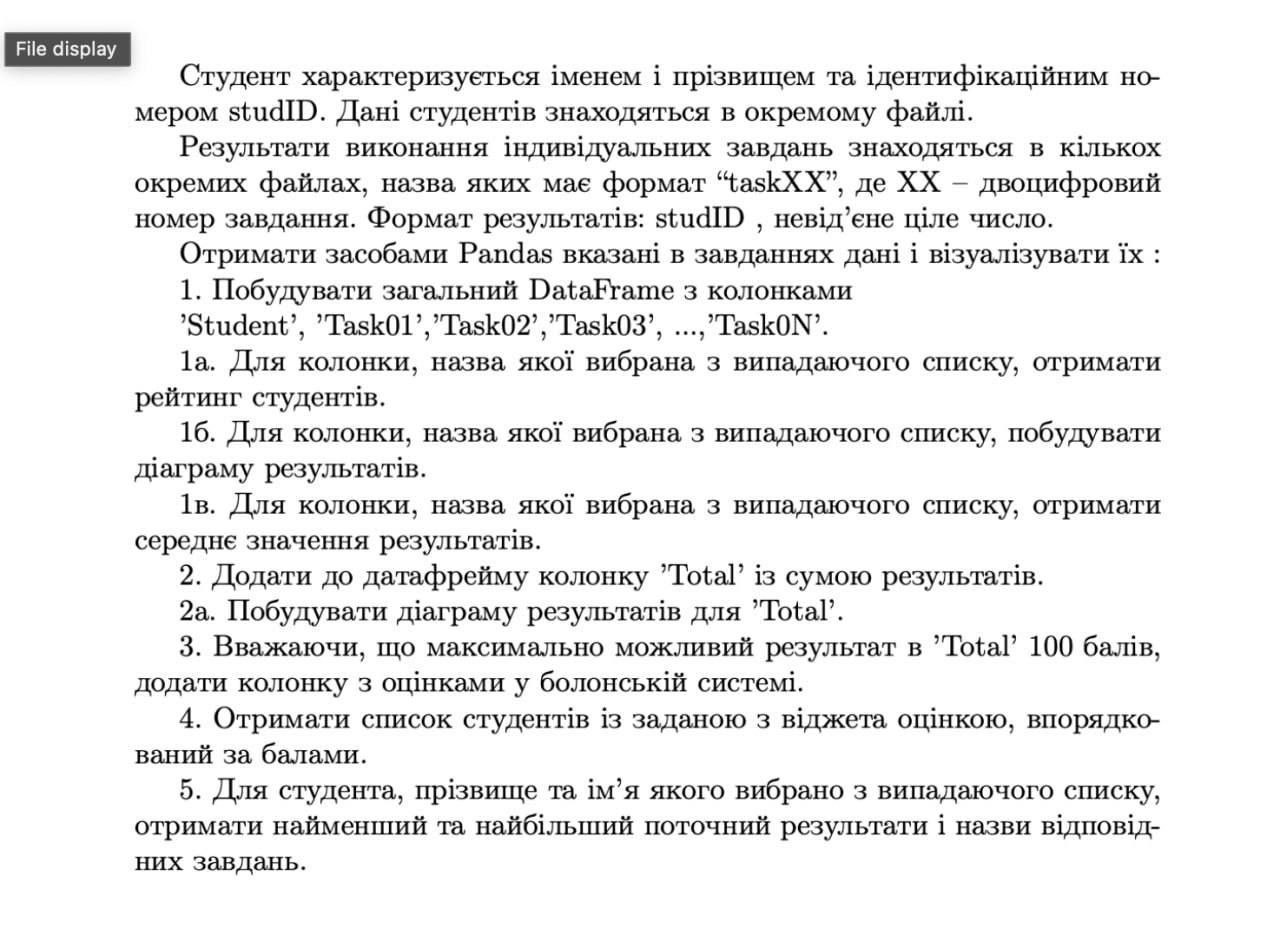 File display
Студент характеризується іменем і прізвищем та ідентифікаційним но-
мером studID. Дані студентів знаходяться в окремому файлі.
Результати виконання індивідуальних завдань знаходяться в кількох
окремих файлах, назва яких має формат “taskXX”, де XX – двоцифровий
номер завдання. Формат результатів: studID , невід’єне ціле число.
Отримати засобами Pandas вказані в завданнях дані і візуалізувати їх :
1. Побудувати загальний DataFrame з колонками
’Student’, ’Task01’,’Task02’,’Task03’, ...,’Task0N’.
1а. Для колонки, назва якої вибрана з випадаючого списку, отримати
рейтинг студентів.
1б. Для колонки, назва якої вибрана з випадаючого списку, побудувати
діаграму результатів.
1в. Для колонки, назва якої вибрана з випадаючого списку, отримати
середнє значення результатів.
2. Додати до датафрейму колонку ’Total’ із сумою результатів.
2а. Побудувати діаграму результатів для ’Total’.
3. Вважаючи, що максимально можливий результат в ’Total’ 100 балів,
додати колонку з оцінками у болонській системі.
4. Отримати список студентів із заданою з віджета оцінкою, впорядко-
ваний за балами.
5. Для студента, прізвище та ім’я якого вибрано з випадаючого списку,
отримати найменший та найбільший поточний результати і назви відповід-
них завдань.